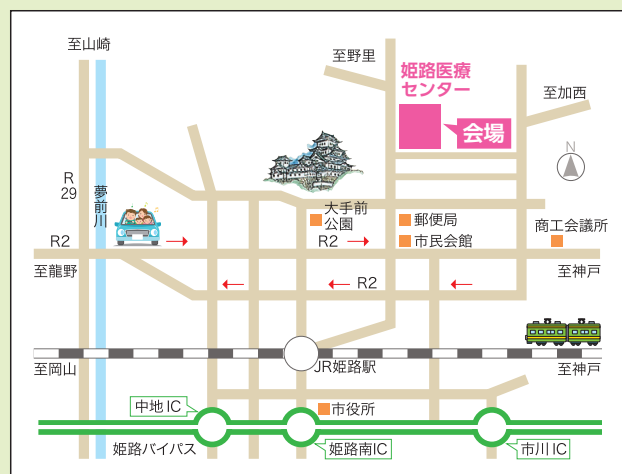 至山崎
至野里
姫路医療
センター
至加西
会場
N
R
29
夢前川
大手前
公園
郵便局
商工会議所
R2
R2
市民会館
至龍野
至神戸
R2
至岡山
JR姫路駅
至神戸
中地IC
市役所
姫路バイパス
姫路南IC
市川IC